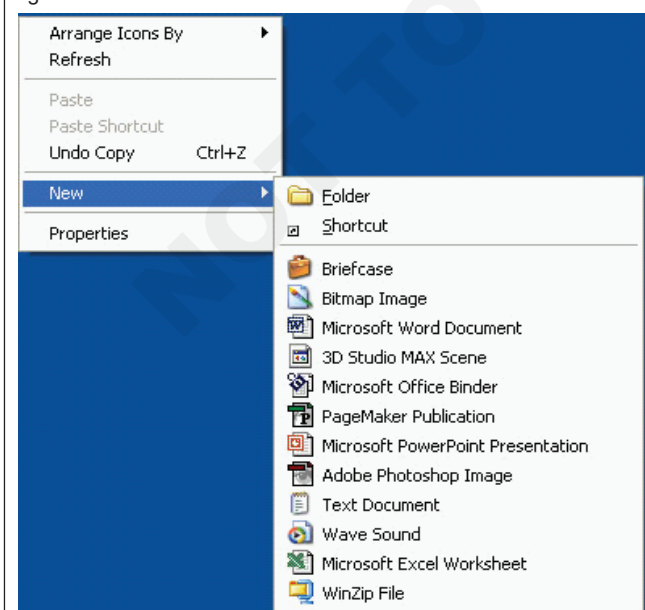 Arrange Icons By
Refresh
Paste
Paste Shortcut
Undo Copy Ctrl+Z
New
Properties
Folder
Shortcut
Briefcase
Bitmap Image
Microsoft Word Document
3D Studio MAX Scene
Microsoft Office Binder
PageMaker Publication
Microsoft PowerPoint Presentation
Adobe Photoshop Image
Text Document
Wave Sound
Microsoft Excel Worksheet
WinZip File
NOT TO